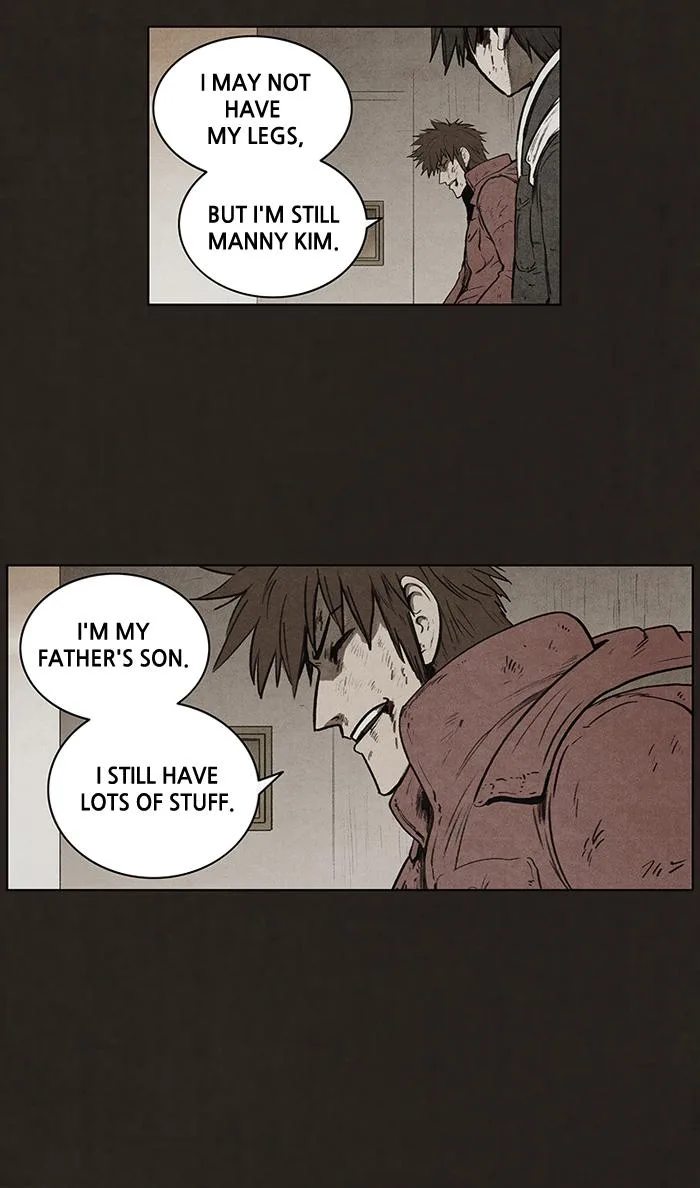 I MAY NOT
HAVE
MY LEGS,
BUT I'M STILL
MANNY KIM.
I'M MY
FATHER'S SON.
I STILL HAVE
LOTS OF STUFF.